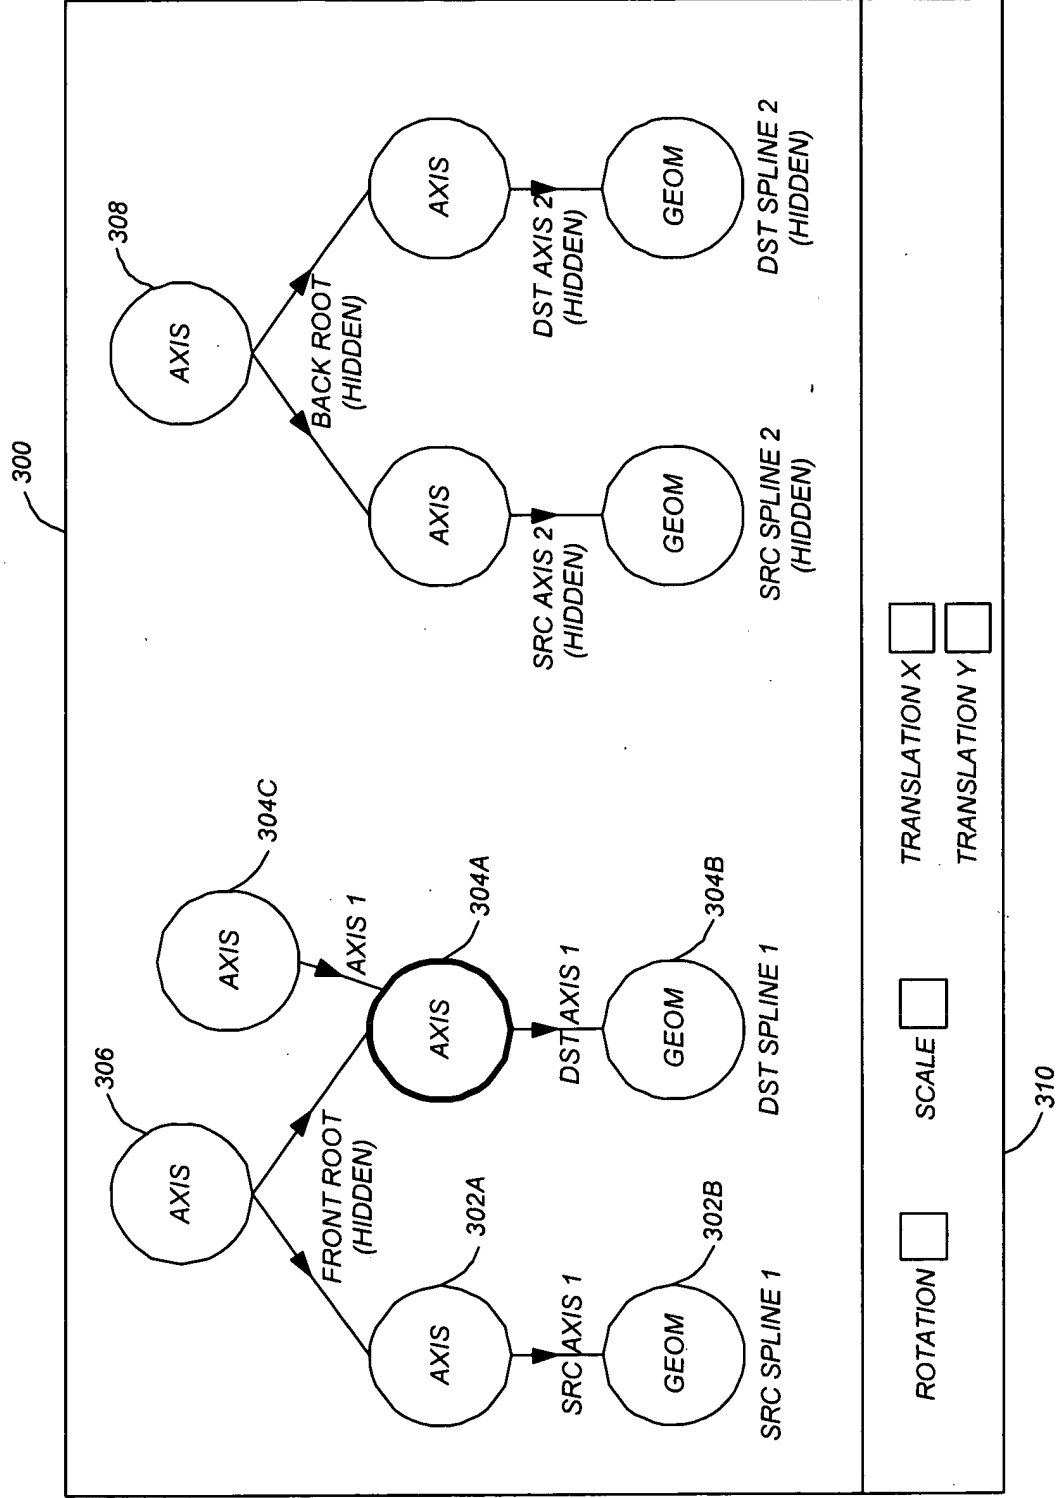 300
308
AXIS
BACK ROOT
(HIDDEN)
AXIS
AXIS
SRC AXIS 2
(HIDDEN)
DST AXIS 2
(HIDDEN)
GEOM
GEOM
SRC SPLINE 2
(HIDDEN)
DST SPLINE 2
(HIDDEN)
306
AXIS
304C
AXIS
FRONT ROOT
(HIDDEN)
AXIS 1
302A
AXIS
304A
AXIS
SRC AXIS 1
DST AXIS 1
302B
GEOM
304B
GEOM
SRC SPLINE 1
DST SPLINE 1
ROTATION
SCALE
TRANSLATION X
TRANSLATION Y
310